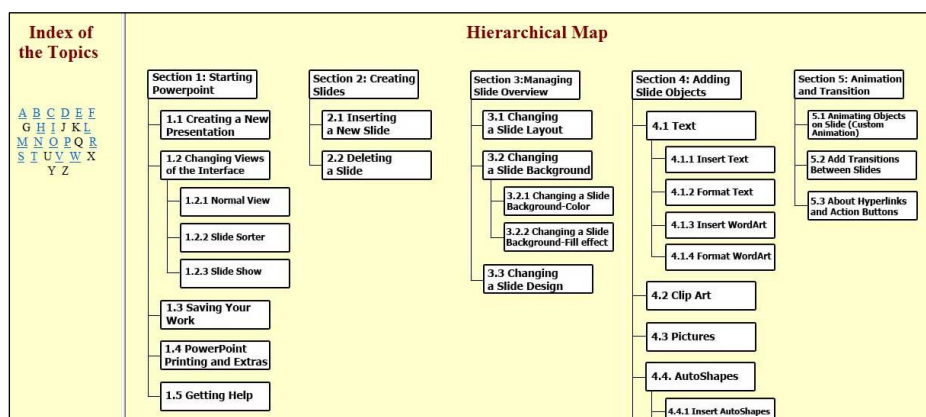 Index of
the Topics
A B C D E F
G H I J K L
M N O P Q R
S T U V W X
Y Z
Hierarchical Map
Section 1: Starting
Powerpoint
1.1 Creating a New
Presentation
1.2 Changing Views
of the Interface
1.2.1 Normal View
1.2.2 Slide Sorter
1.2.3 Slide Show
1.3 Saving Your
Work
1.4 PowerPoint
Printing and Extras
1.5 Getting Help
Section 2: Creating
Slides
2.1 Inserting
a New Slide
2.2 Deleting
a Slide
Section 3:Managing
Slide Overview
3.1 Changing
a Slide Layout
3.2 Changing
a Slide Background
3.2.1 Changing a Slide
Background-Color
3.2.2 Changing a Slide
Background-Fill effect
3.3 Changing
a Slide Design
Section 4: Adding
Slide Objects
4.1 Text
4.1.1 Insert Text
4.1.2 Format Text
4.1.3 Insert WordArt
4.1.4 Format WordArt
4.2 Clip Art
4.3 Pictures
4.4. AutoShapes
4.4.1 Insert AutoShapes
Section 5: Animation
and Transition
5.1 Animating Objects
on Slide (Custom
Animation)
5.2 Add Transitions
Between Slides
5.3 About Hyperlinks
and Action Buttons